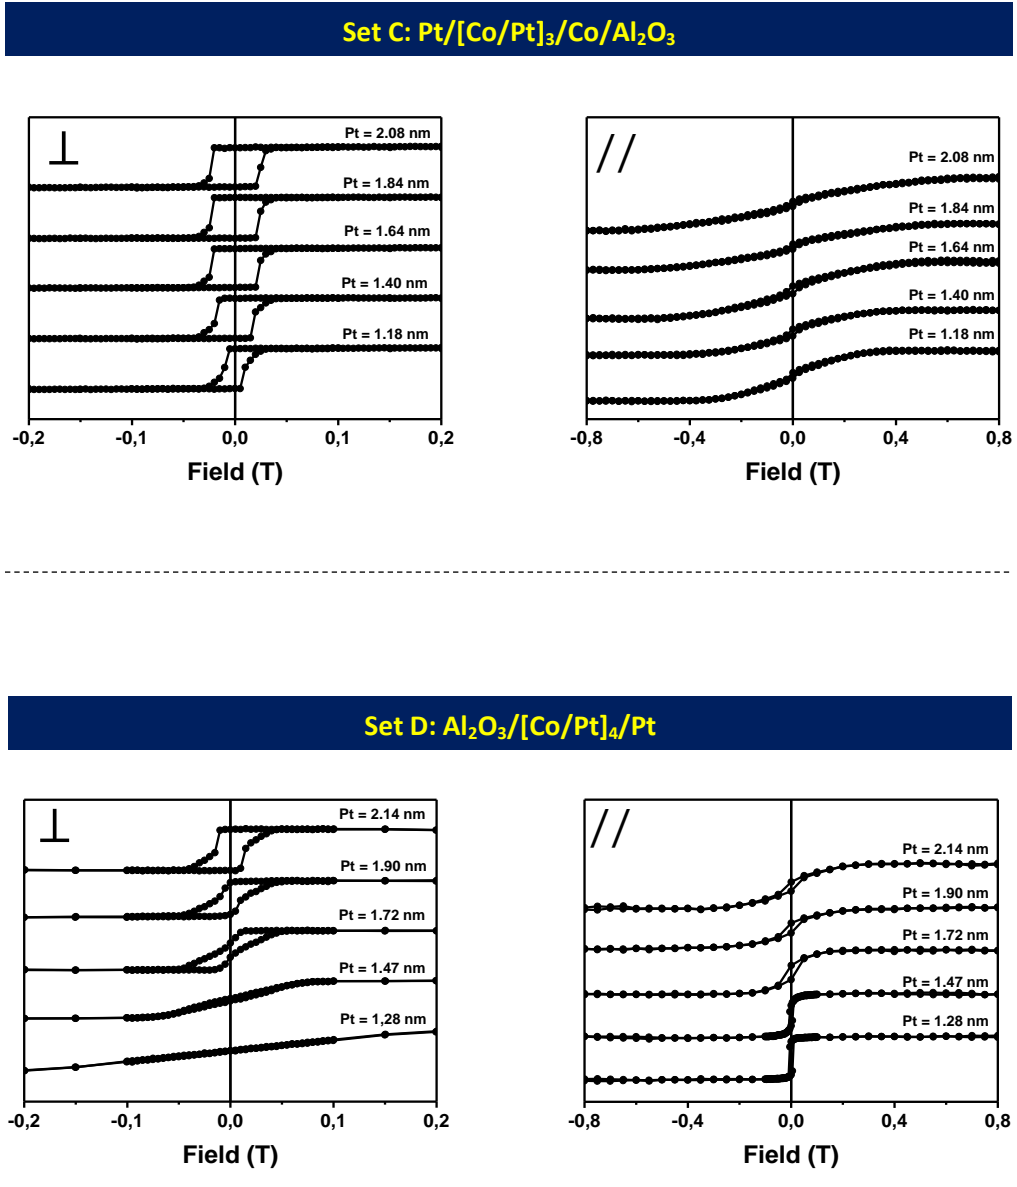 Set C: Pt/[Co/Pt]₃/Co/Al₂O₃
⊥
Pt = 2.08 nm
Pt = 1.84 nm
Pt = 1.64 nm
Pt = 1.40 nm
Pt = 1.18 nm
-0,2 -0,1 0,0 0,1 0,2
Field (T)
//
Pt = 2.08 nm
Pt = 1.84 nm
Pt = 1.64 nm
Pt = 1.40 nm
Pt = 1.18 nm
-0,8 -0,4 0,0 0,4 0,8
Field (T)
Set D: Al₂O₃/[Co/Pt]₄/Pt
⊥
Pt = 2.14 nm
Pt = 1.90 nm
Pt = 1.72 nm
Pt = 1.47 nm
Pt = 1,28 nm
-0,2 -0,1 0,0 0,1 0,2
Field (T)
//
Pt = 2.14 nm
Pt = 1.90 nm
Pt = 1.72 nm
Pt = 1.47 nm
Pt = 1.28 nm
-0,8 -0,4 0,0 0,4 0,8
Field (T)